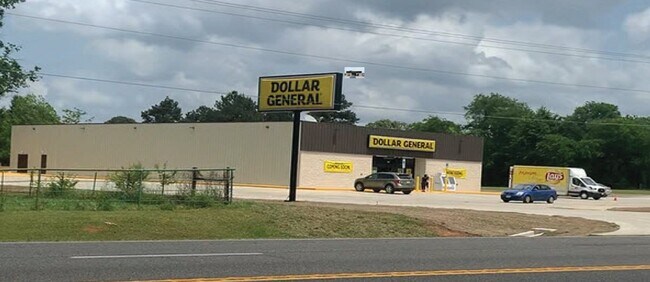 DOLLAR
GENERAL
DOLLAR GENERAL
COMING SOON
Lay's